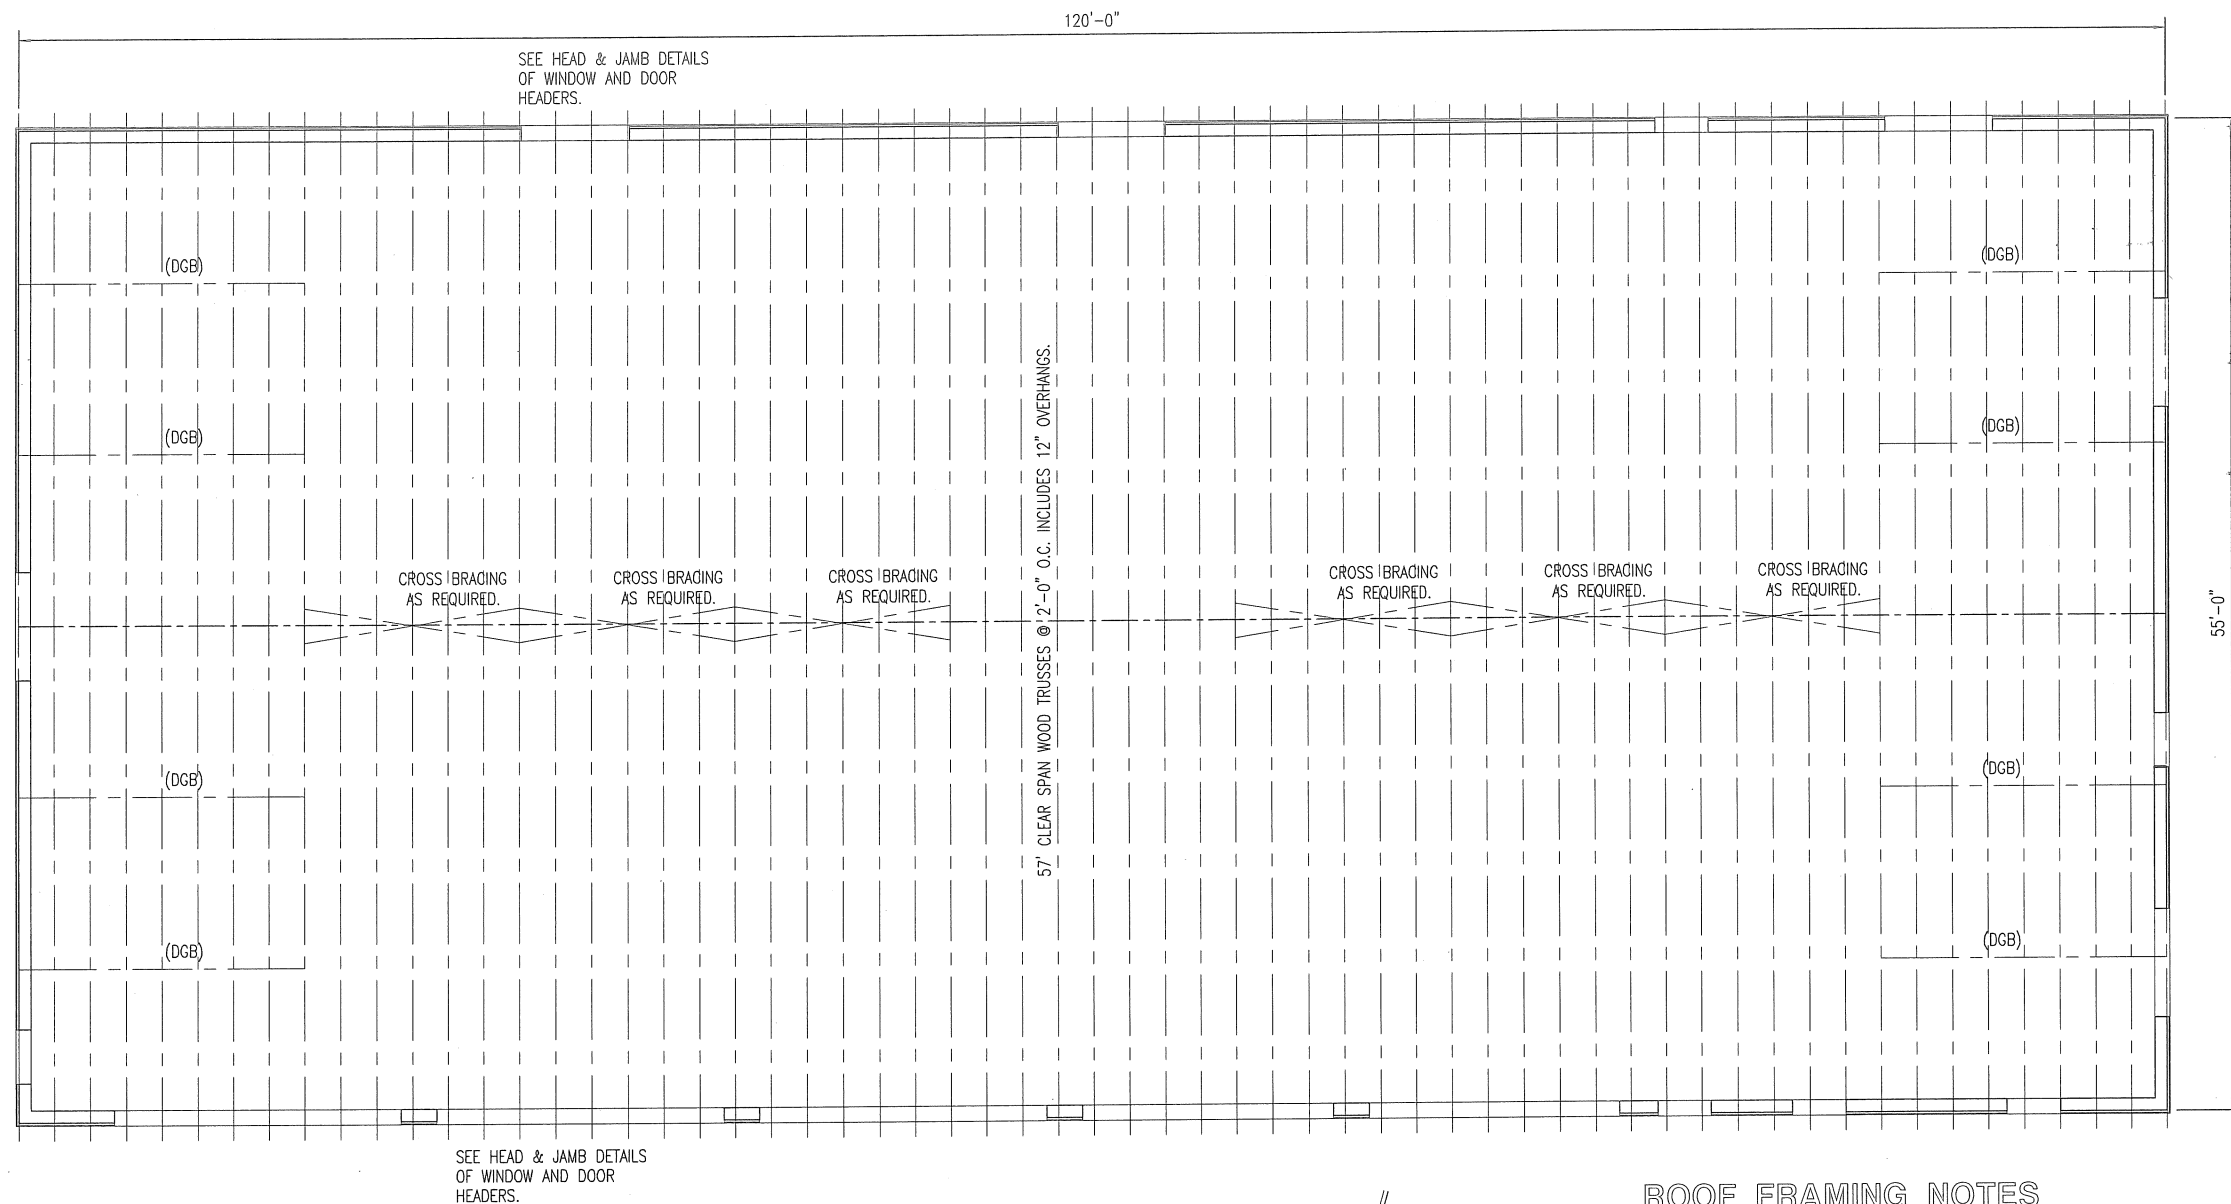 120'-0"
SEE HEAD & JAMB DETAILS
OF WINDOW AND DOOR
HEADERS.
(DGB)
(DGB)
(DGB)
(DGB)
57' CLEAR SPAN WOOD TRUSSES @ 2'-0" O.C. INCLUDES 12" OVERHANGS.
CROSS BRACING
AS REQUIRED.
CROSS BRACING
AS REQUIRED.
CROSS BRACING
AS REQUIRED.
CROSS BRACING
AS REQUIRED.
CROSS BRACING
AS REQUIRED.
CROSS BRACING
AS REQUIRED.
55'-0"
(DGB)
(DGB)
(DGB)
(DGB)
SEE HEAD & JAMB DETAILS
OF WINDOW AND DOOR
HEADERS.
ROOF FRAMING NOTES